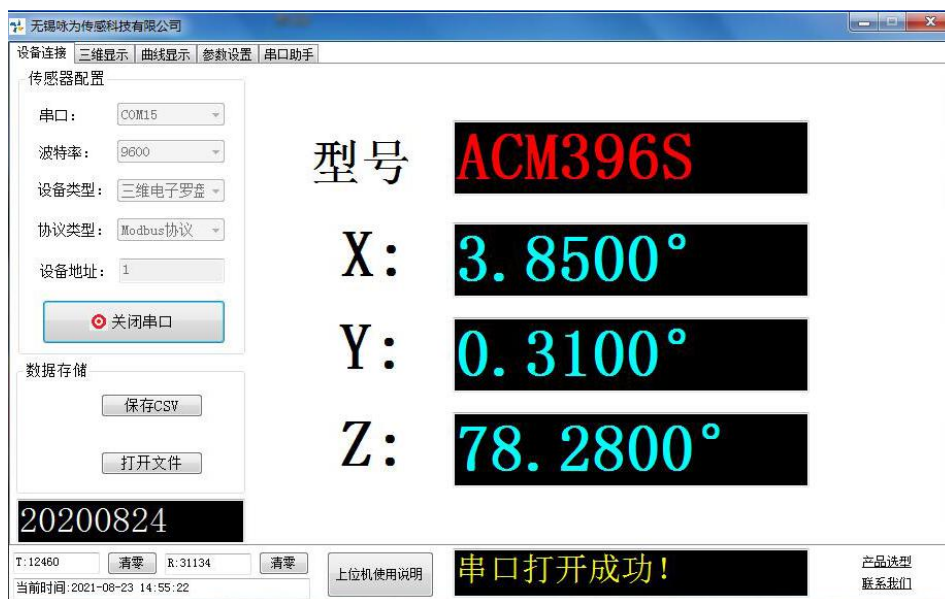 无锡咏为传感科技有限公司
设备连接 三维显示 曲线显示 参数设置 串口助手
传感器配置
串口: COM15
波特率: 9600
设备类型: 三维电子罗盘
协议类型: Modbus协议
设备地址: 1
关闭串口
数据存储
保存CSV
打开文件
20200824
型号 ACM396S
X: 3.8500°
Y: 0.3100°
Z: 78.2800°
T:12460 清零 R:31134 清零
当前时间:2021-08-23 14:55:22
上位机使用说明
串口打开成功!
产品选型
联系我们